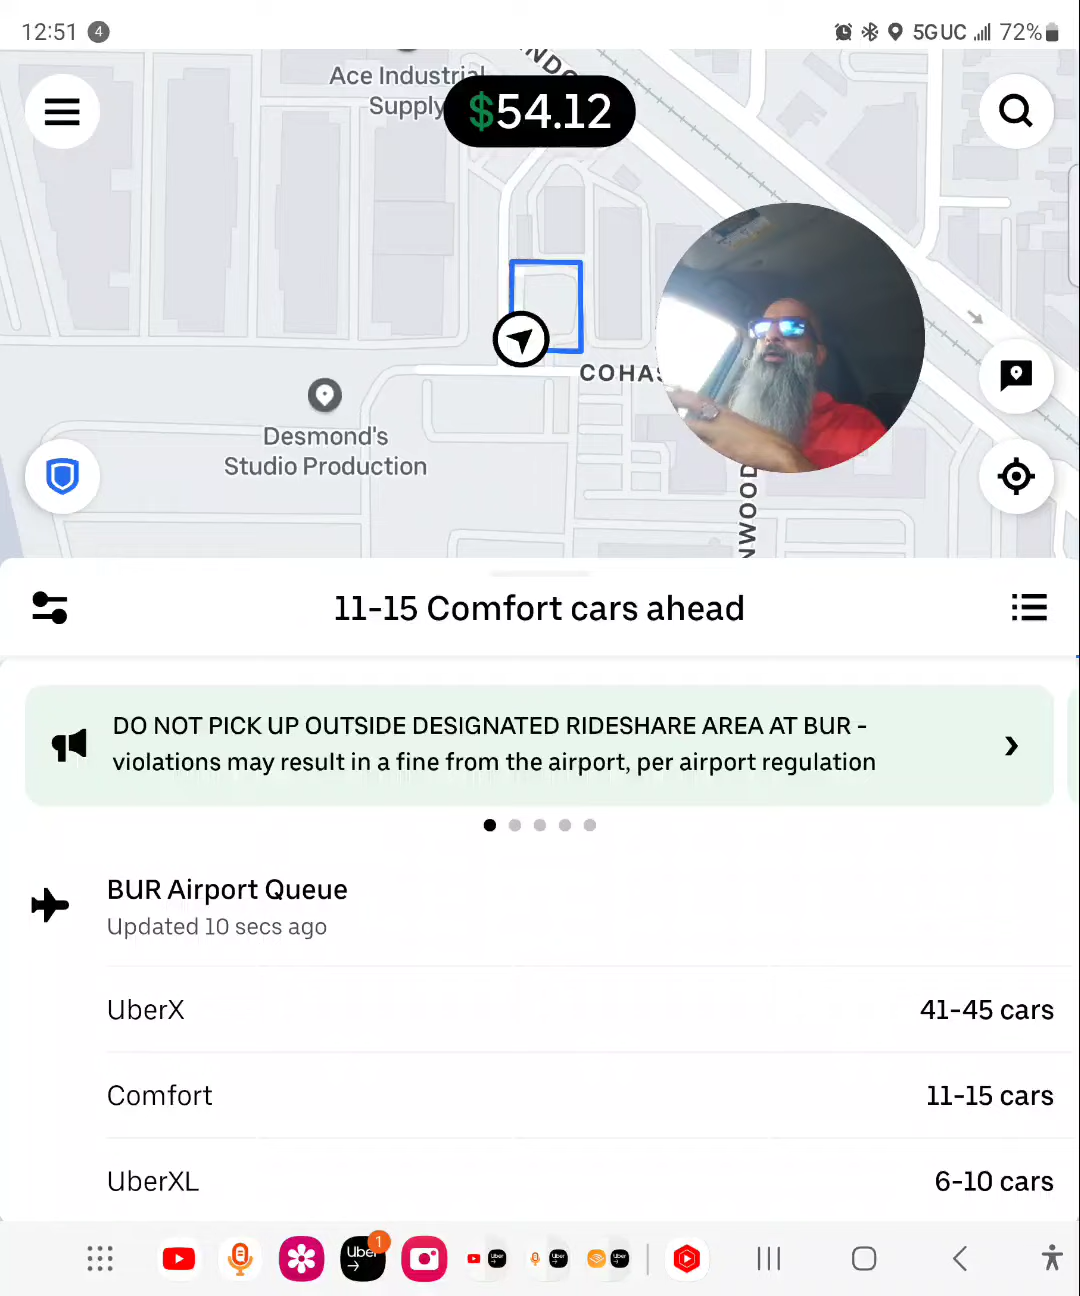 12:51 4
5GUC 72%
Ace Industrial
Supply
$54.12
Desmond's
Studio Production
11-15 Comfort cars ahead
DO NOT PICK UP OUTSIDE DESIGNATED RIDESHARE AREA AT BUR -
violations may result in a fine from the airport, per airport regulation
BUR Airport Queue
Updated 10 secs ago
UberX
41-45 cars
Comfort
11-15 cars
UberXL
6-10 cars
Uber 1